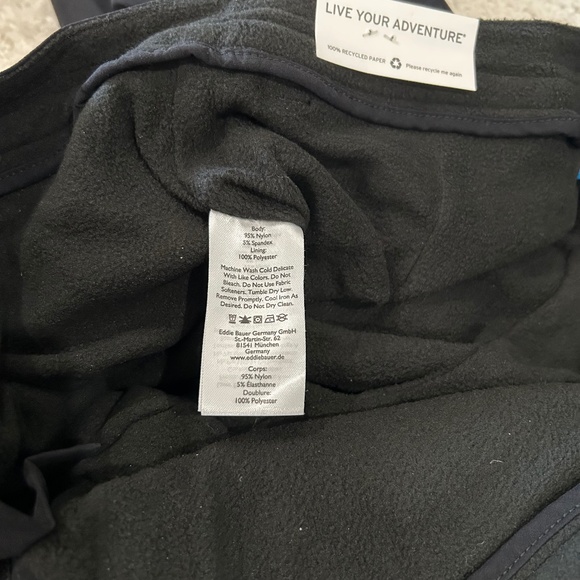 LIVE YOUR ADVENTURE®
100% RECYCLED PAPER Please recycle me again
Body:
95% Nylon
5% Spandex
Lining:
100% Polyester
Machine Wash Cold Delicate
With Like Colors. Do Not
Bleach. Do Not Use Fabric
Softeners. Tumble Dry Low.
Remove Promptly. Cool Iron As
Desired. Do Not Dry Clean.
Eddie Bauer Germany GmbH
St.-Martin-Str. 62
81541 München
Germany
www.eddiebauer.de
Corps:
95% Nylon
5% Élasthanne
Doublure:
100% Polyester